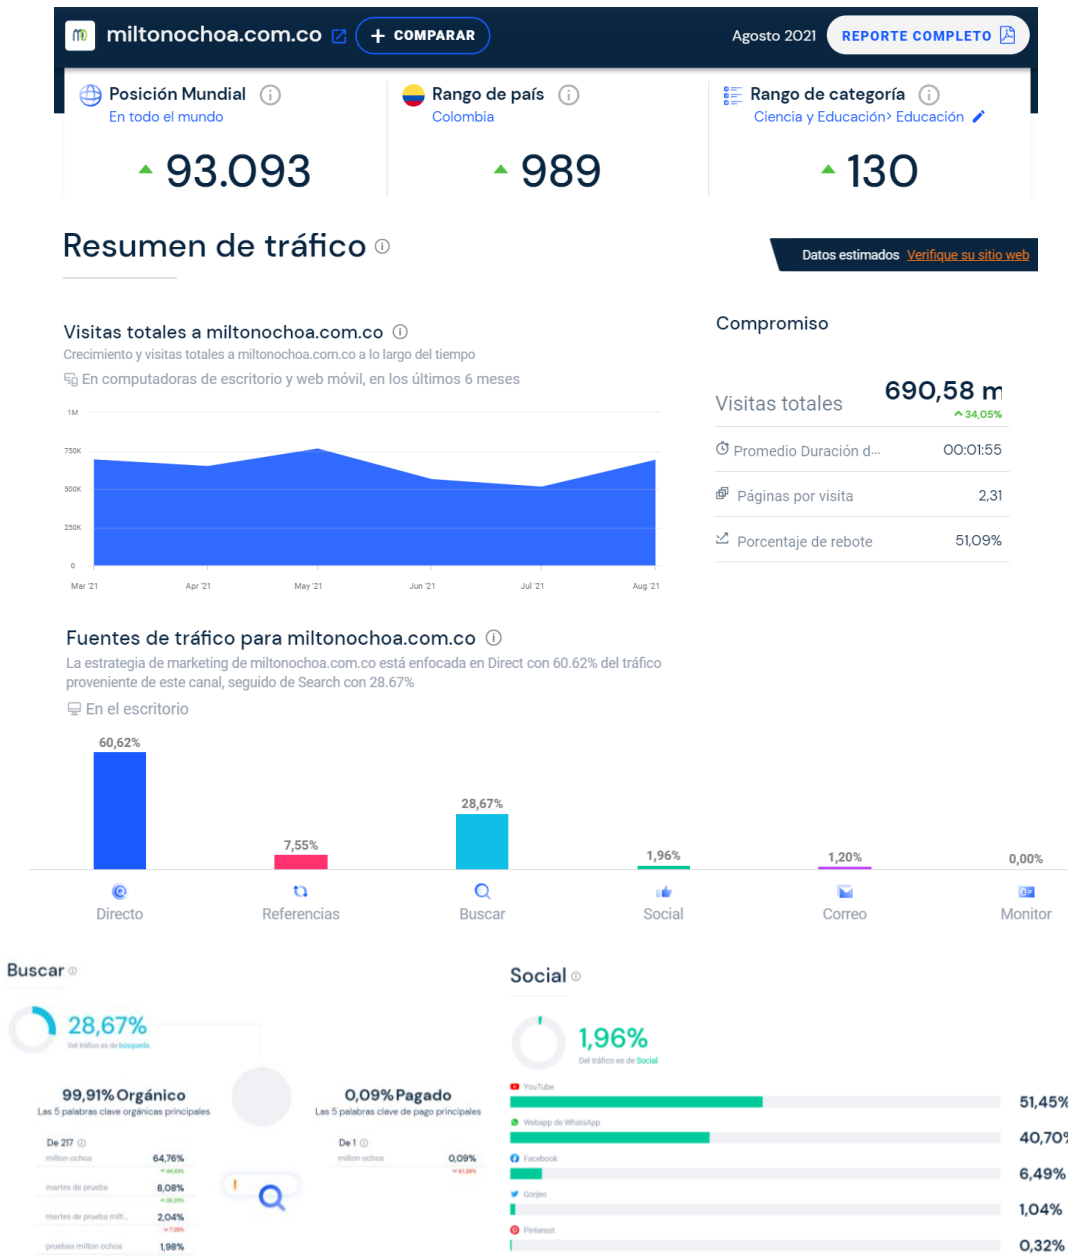 miltonochoa.com.co
+ COMPARAR
Agosto 2021
REPORTE COMPLETO
Posición Mundial
En todo el mundo
93.093
Rango de país
Colombia
989
Rango de categoría
Ciencia y Educación> Educación
130
Resumen de tráfico
Datos estimados Verifique su sitio web
Visitas totales a miltonochoa.com.co
Crecimiento y visitas totales a miltonochoa.com.co a lo largo del tiempo
En computadoras de escritorio y web móvil, en los últimos 6 meses
1M
750K
500K
250K
0
Mar '21
Apr '21
May '21
Jun '21
Jul '21
Aug '21
Compromiso
Visitas totales
690,58 m
34,05%
Promedio Duración d...
00:01:55
Páginas por visita
2,31
Porcentaje de rebote
51,09%
Fuentes de tráfico para miltonochoa.com.co
La estrategia de marketing de miltonochoa.com.co está enfocada en Direct con 60.62% del tráfico
proveniente de este canal, seguido de Search con 28.67%
En el escritorio
60,62%
7,55%
28,67%
1,96%
1,20%
0,00%
Directo
Referencias
Buscar
Social
Correo
Monitor
Buscar
28,67%
Del tráfico es de búsqueda
99,91% Orgánico
Las 5 palabras clave orgánicas principales
De 217
milton ochoa
64,76%
martes de prueba
8,08%
martes de prueba milt...
2,04%
7,20%
pruebas milton ochoa
1,98%
0,09% Pagado
Las 5 palabras clave de pago principales
De 1
milton ochoa
0,09%
Social
1,96%
Del tráfico es de Social
YouTube
51,45%
Webapp de WhatsApp
40,70%
Facebook
6,49%
Gorjeo
1,04%
Pinterest
0,32%